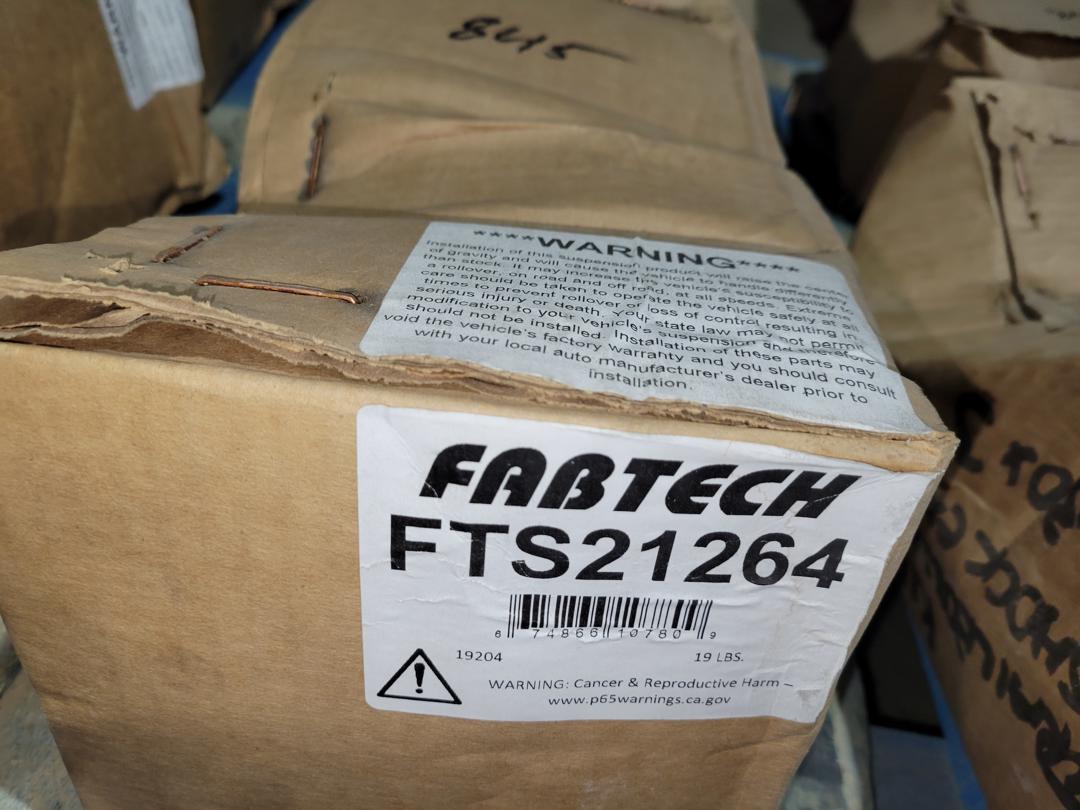 845
****WARNING****
Installation of this suspension product will raise the center
of gravity and will cause the vehicle to handle differently
than stock. It may increase the vehicle's susceptibility to
a rollover, on road and off road, at all speeds. Extreme
care should be taken to operate the vehicle safely at all
times to prevent rollover or loss of control resulting in
serious injury or death. Your state law may not permit
modification to your vehicle's suspension and therefore
should not be installed. Installation of these parts may
void the vehicle's factory warranty and you should consult
with your local auto manufacturer's dealer prior to
installation.
FABTECH
FTS21264
6 74866 10780 9
19204 19 LBS.
WARNING: Cancer & Reproductive Harm –
www.p65warnings.ca.gov